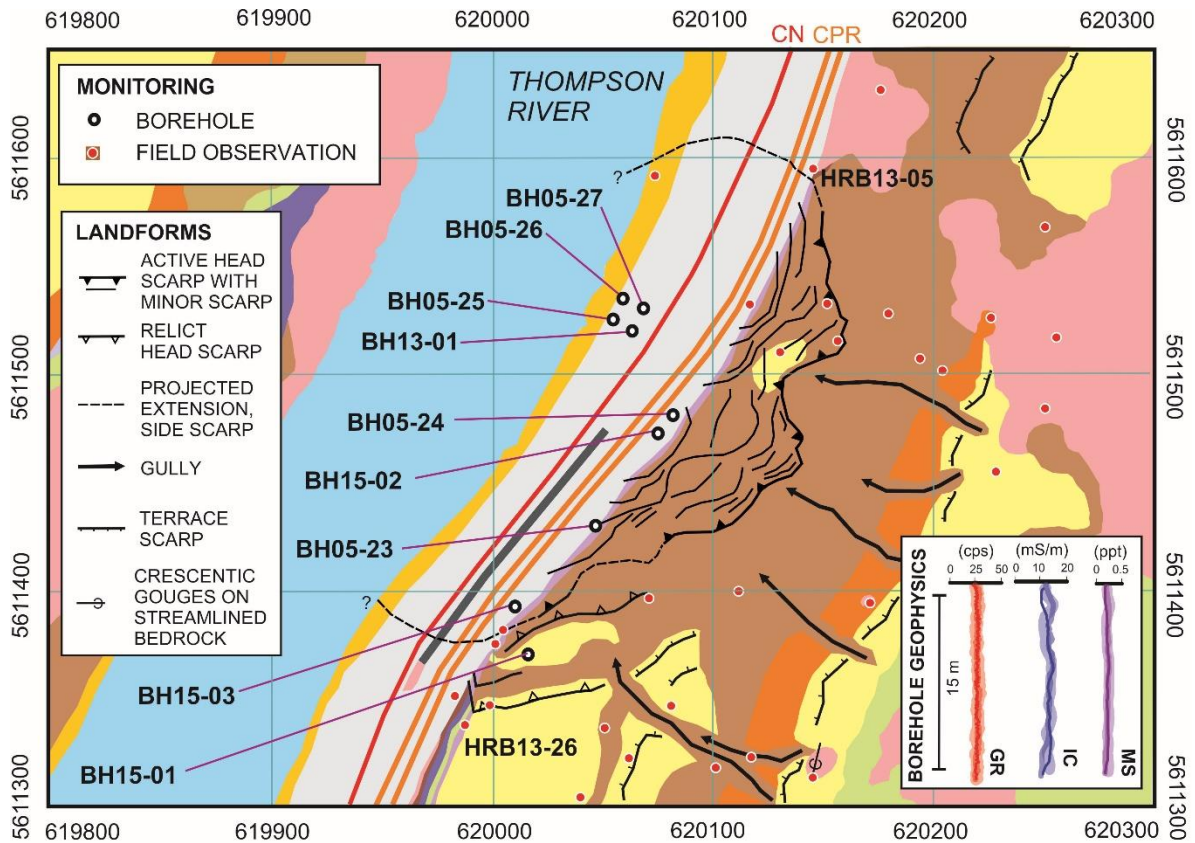 619800 619900 620000 620100 620200 620300
CN CPR
THOMPSON
RIVER
MONITORING
BOREHOLE
FIELD OBSERVATION
LANDFORMS
ACTIVE HEAD
SCARP WITH
MINOR SCARP
RELICT
HEAD SCARP
PROJECTED
EXTENSION,
SIDE SCARP
GULLY
TERRACE
SCARP
CRESCENTIC
GOUGES ON
STREAMLINED
BEDROCK
5611600
5611500
5611400
5611300
?
HRB13-05
BH05-27
BH05-26
BH05-25
BH13-01
BH05-24
BH15-02
BH05-23
?
BH15-03
BH15-01
HRB13-26
5611600
5611500
5611400
5611300
BOREHOLE GEOPHYSICS
(cps) (mS/m) (ppt)
0 25 50 0 10 20 0 0.5
15 m
GR
IC
MS
619800 619900 620000 620100 620200 620300